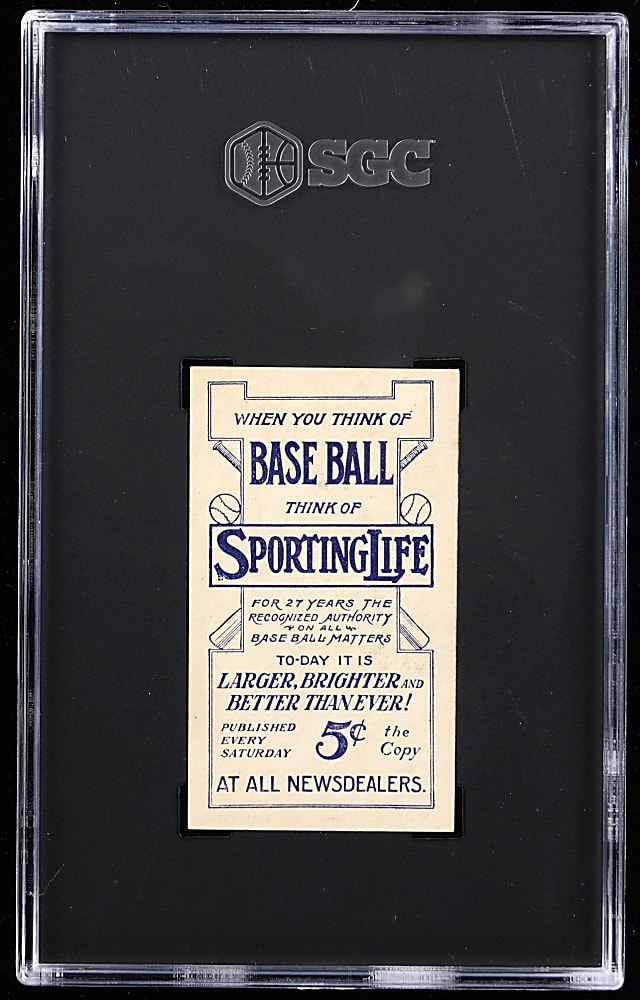 SGC
WHEN YOU THINK OF
BASE BALL
THINK OF
SPORTING LIFE
FOR 27 YEARS THE
RECOGNIZED AUTHORITY
ON ALL
BASE BALL MATTERS
TO-DAY IT IS
LARGER, BRIGHTER AND
BETTER THAN EVER!
PUBLISHED
EVERY
SATURDAY
5¢
the
Copy
AT ALL NEWSDEALERS.